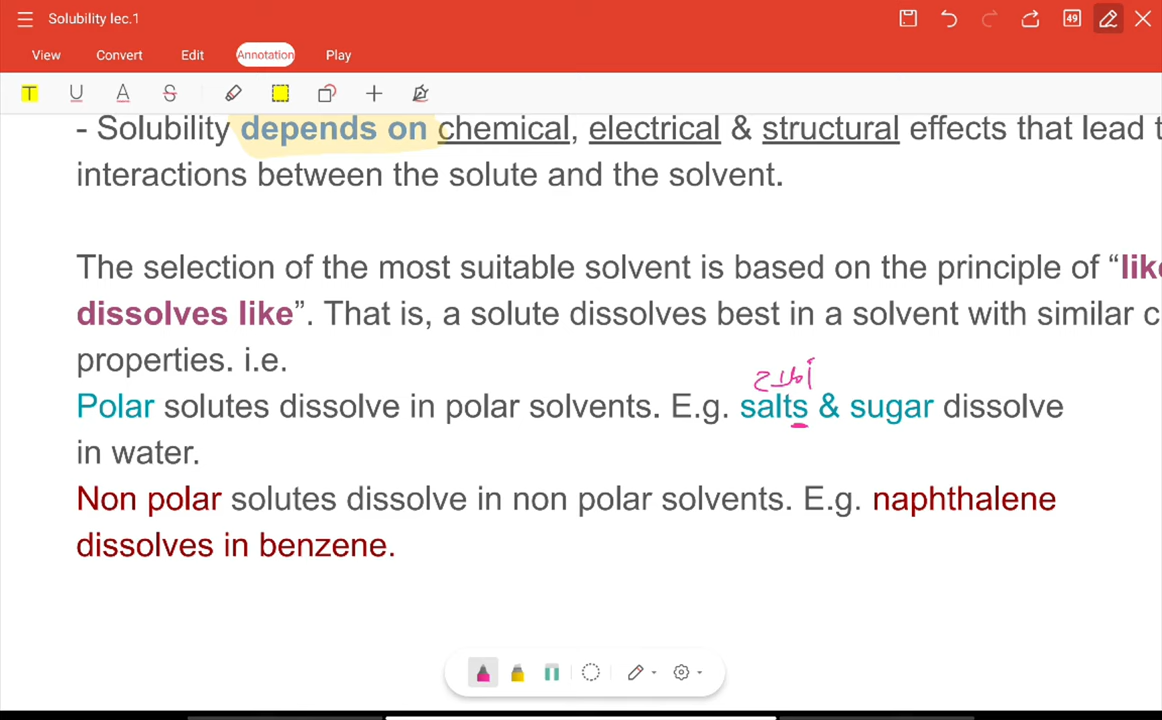 Solubility lec.1
49
View Convert Edit Annotation Play
T U A S
- Solubility depends on chemical, electrical & structural effects that lead t
interactions between the solute and the solvent.
The selection of the most suitable solvent is based on the principle of “lik
dissolves like”. That is, a solute dissolves best in a solvent with similar c
properties. i.e.
أملاح
Polar solutes dissolve in polar solvents. E.g. salts & sugar dissolve
in water.
Non polar solutes dissolve in non polar solvents. E.g. naphthalene
dissolves in benzene.